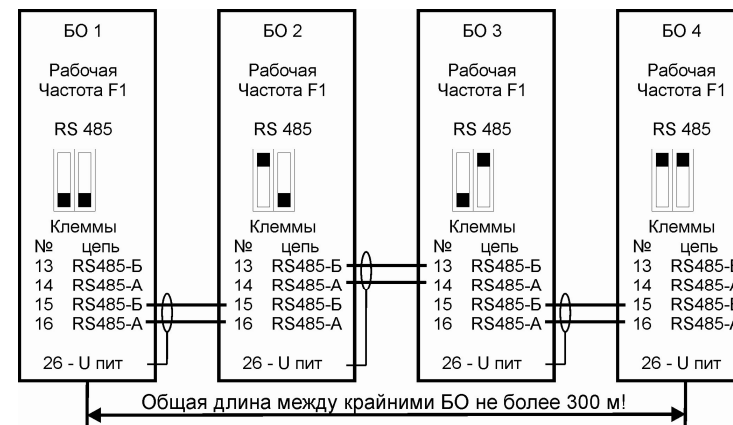 БО 1
Рабочая
Частота F1
RS 485
Клеммы
№ цепь
13 RS485-Б
14 RS485-А
15 RS485-Б
16 RS485-А
26 - U пит
БО 2
Рабочая
Частота F1
RS 485
Клеммы
№ цепь
13 RS485-Б
14 RS485-А
15 RS485-Б
16 RS485-А
26 - U пит
БО 3
Рабочая
Частота F1
RS 485
Клеммы
№ цепь
13 RS485-Б
14 RS485-А
15 RS485-Б
16 RS485-А
26 - U пит
БО 4
Рабочая
Частота F1
RS 485
Клеммы
№ цепь
13 RS485-Б
14 RS485-А
15 RS485-Б
16 RS485-А
26 - U пит
Общая длина между крайними БО не более 300 м!